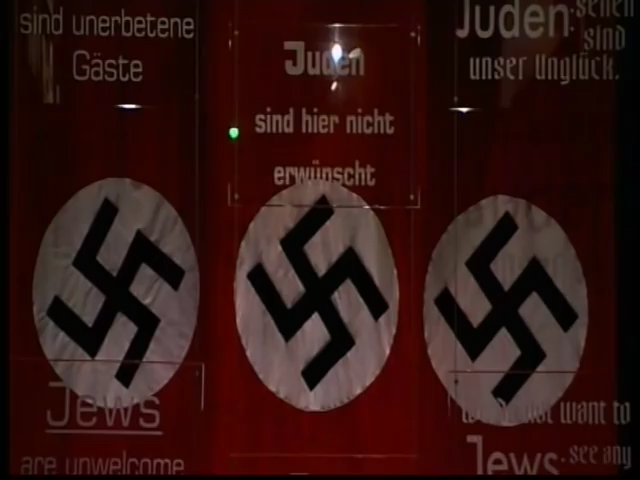 sind unerbetene
Gäste
Juden
sind hier nicht
erwünscht
Juden sehen
sind
unser Unglück.
Jews
are unwelcome
want to
Jews see any